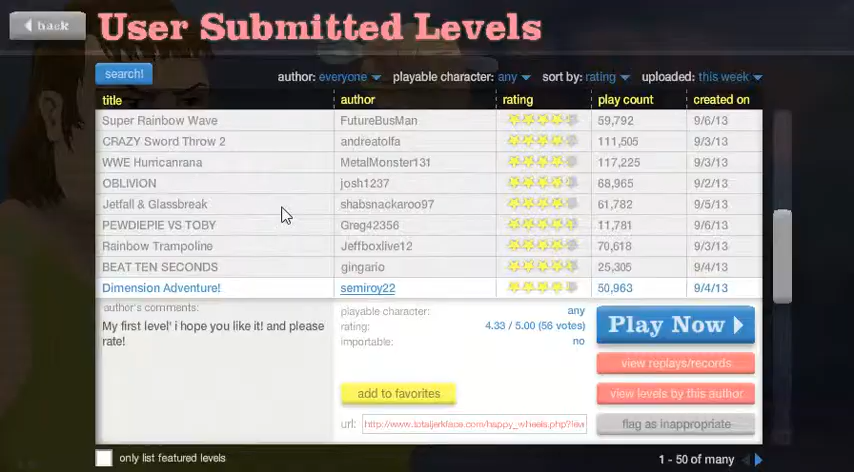 back
User Submitted Levels
search!
author: everyone playable character: any sort by: rating uploaded: this week
title author rating play count created on
Super Rainbow Wave FutureBusMan 59,792 9/6/13
CRAZY Sword Throw 2 andreatolfa 111,505 9/3/13
WWE Hurricanrana MetalMonster131 117,225 9/3/13
OBLIVION josh1237 68,965 9/2/13
Jetfall & Glassbreak shabsnackaroo97 61,782 9/5/13
PEWDIEPIE VS TOBY Greg42356 11,781 9/6/13
Rainbow Trampoline Jeffboxlive12 70,618 9/3/13
BEAT TEN SECONDS gingario 25,305 9/4/13
Dimension Adventure! semiroy22 50,963 9/4/13
author's comments:
My first level' i hope you like it! and please
rate!
playable character: any
rating: 4.33 / 5.00 (56 votes)
importable: no
add to favorites
url: http://www.totaljerkface.com/happy_wheels.php?leve
Play Now
view replays/records
view levels by this author
flag as inappropriate
only list featured levels
1 - 50 of many